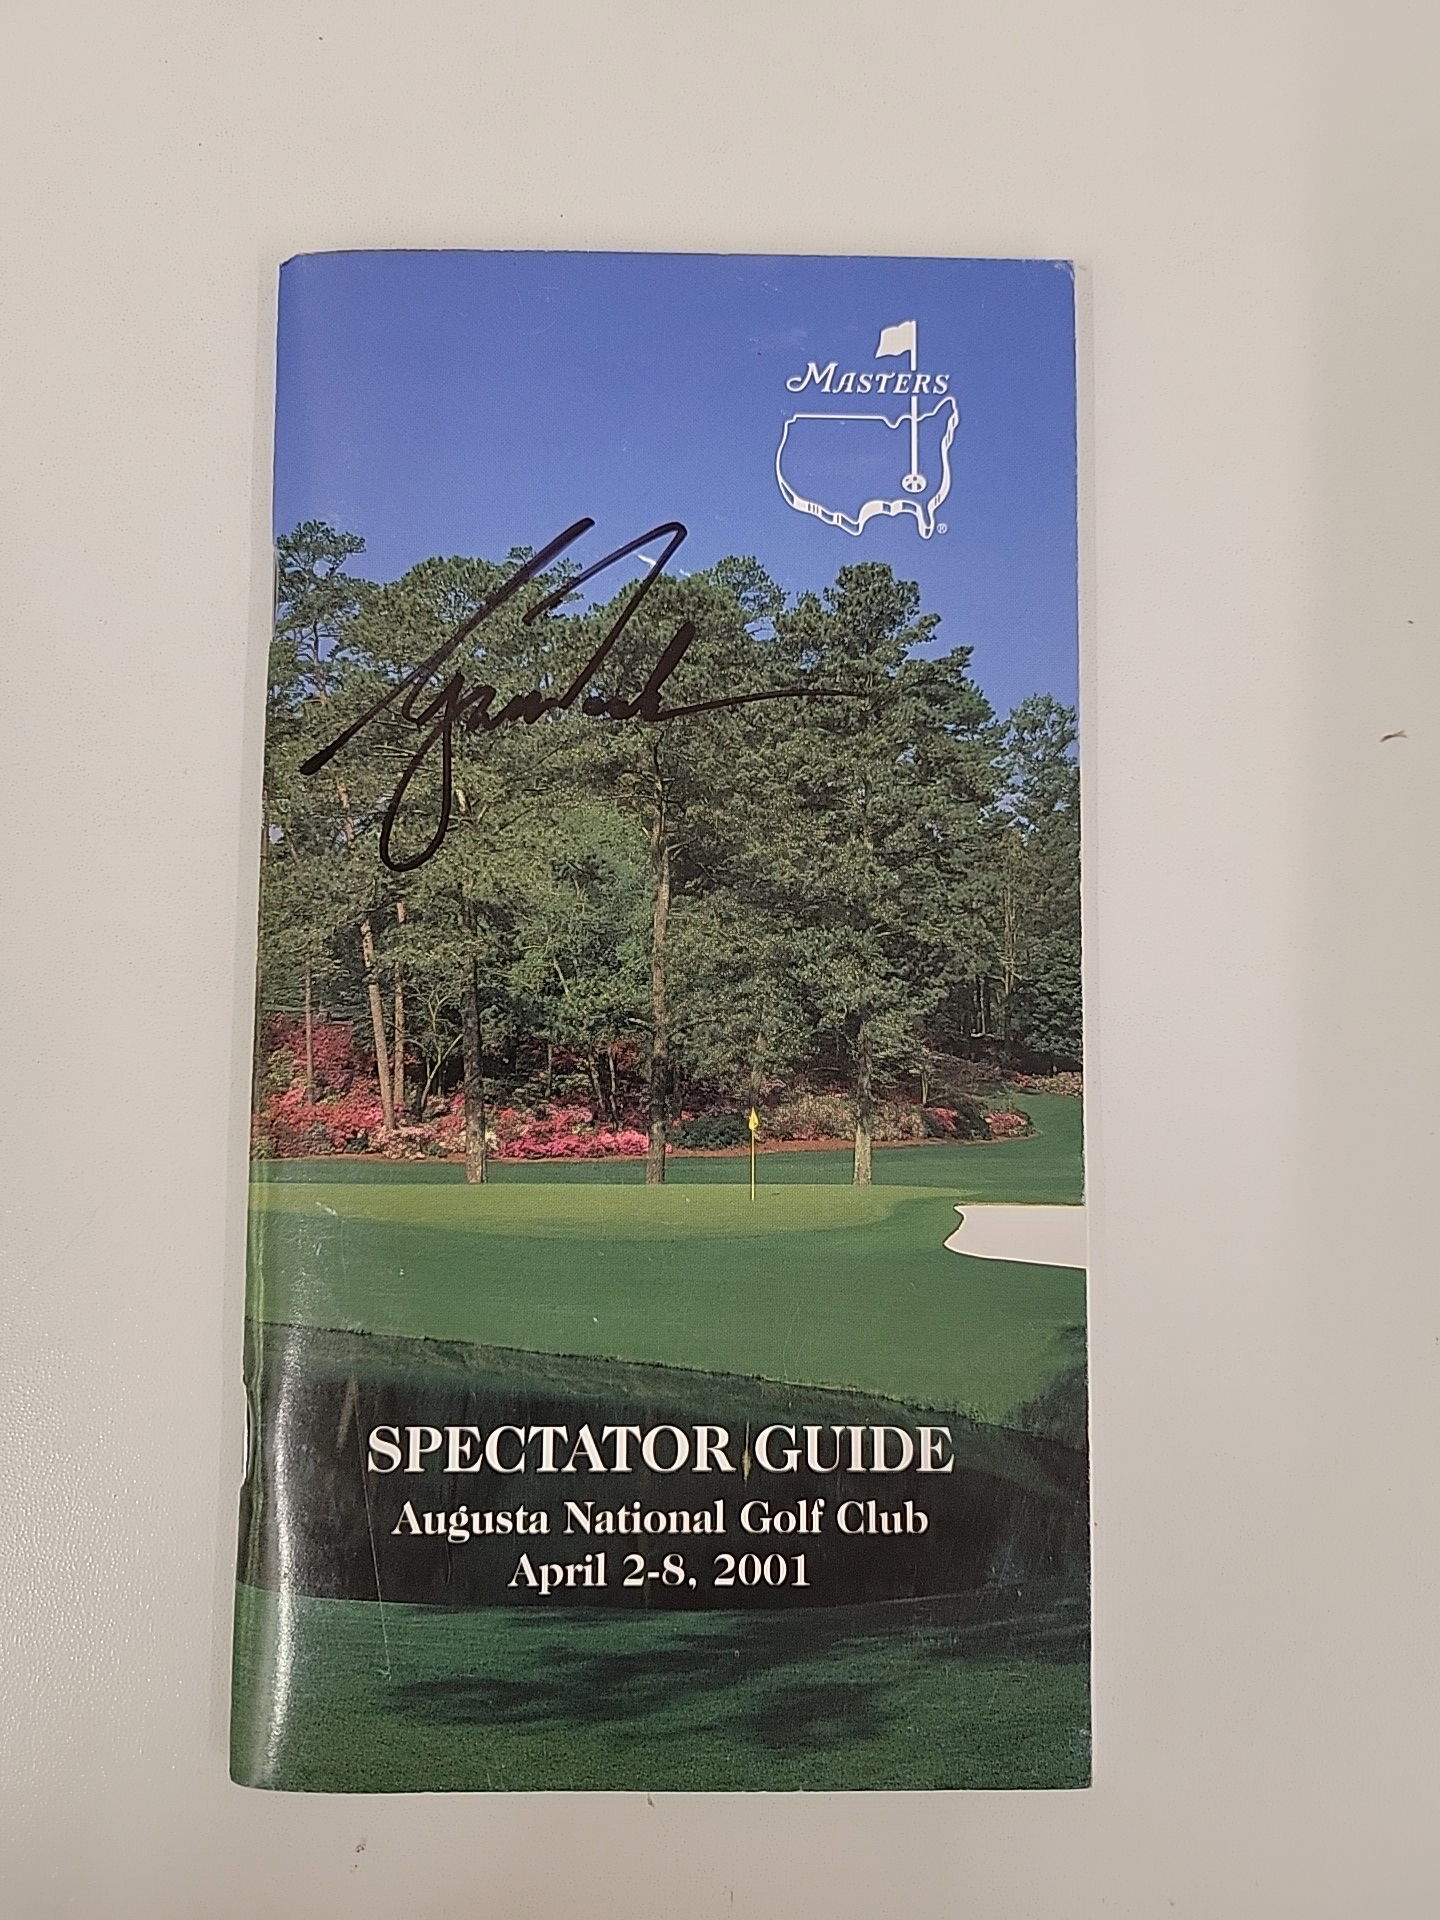 MASTERS
®
SPECTATOR GUIDE
Augusta National Golf Club
April 2-8, 2001